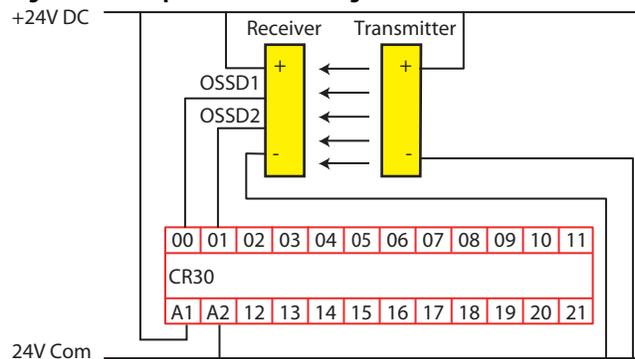 +24V DC
Receiver Transmitter
+ +
OSSD1
OSSD2
- -
00 01 02 03 04 05 06 07 08 09 10 11
CR30
A1 A2 12 13 14 15 16 17 18 19 20 21
24V Com